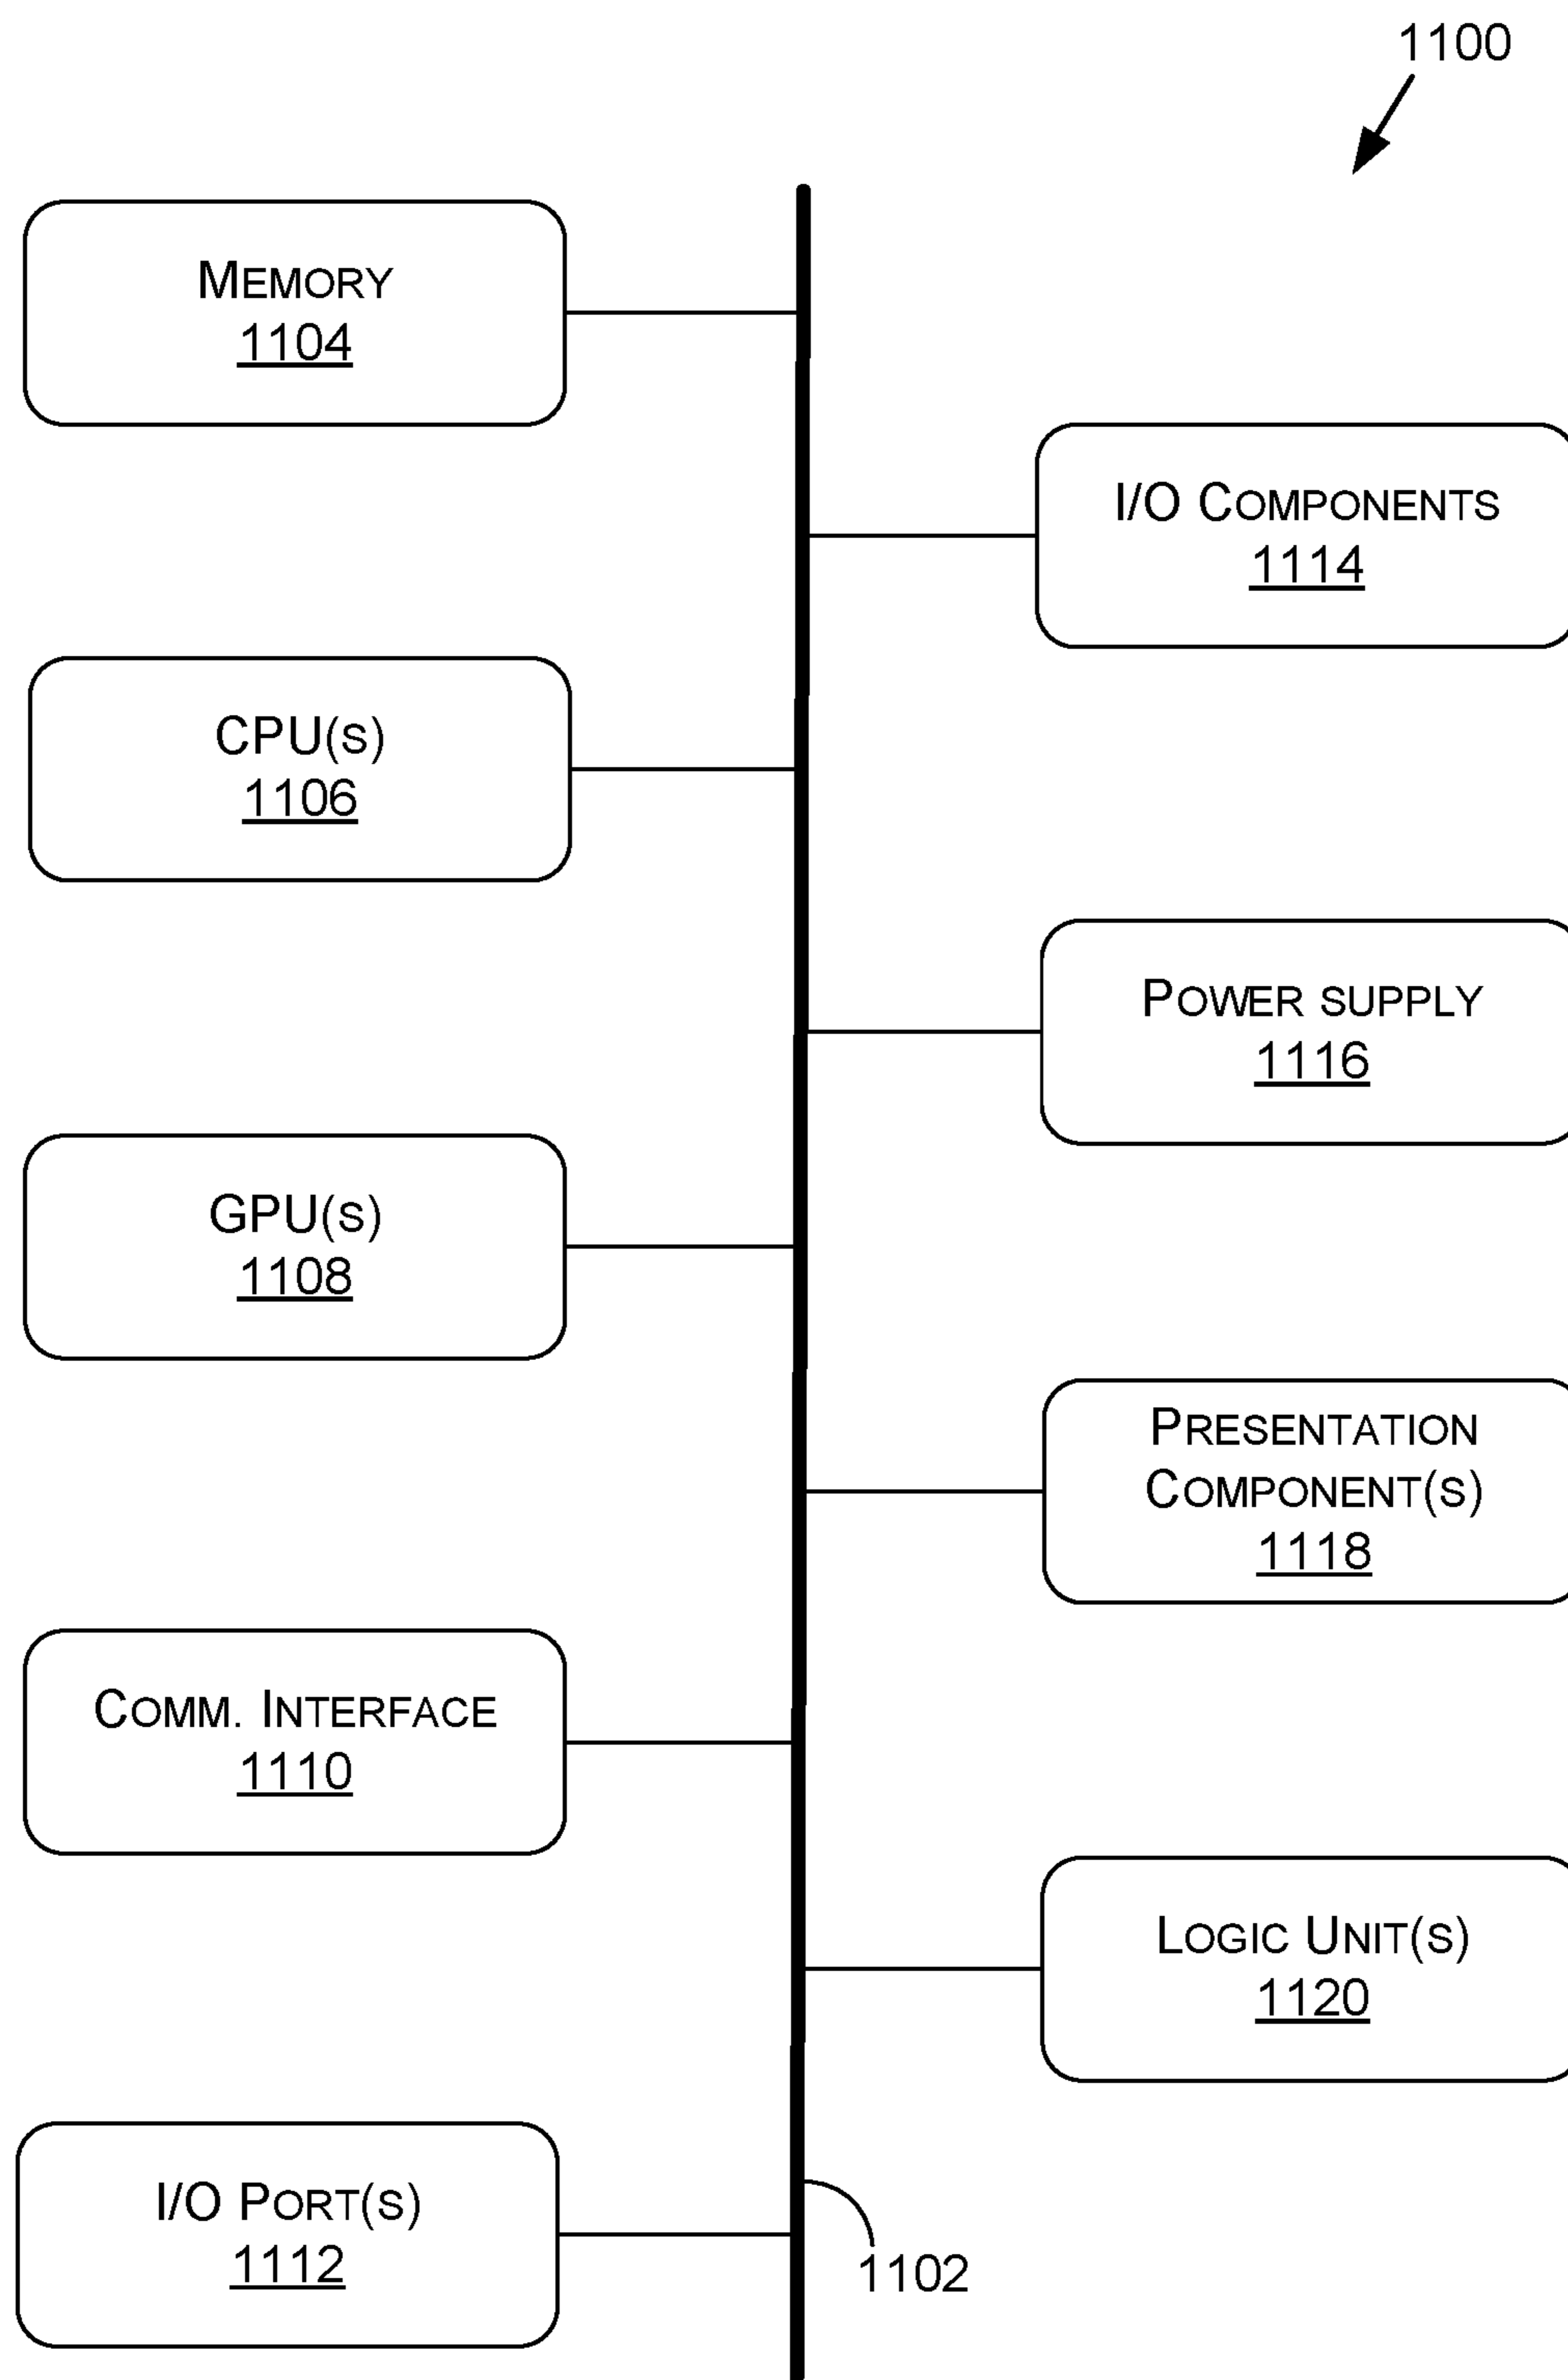 1100
MEMORY
1104
I/O COMPONENTS
1114
CPU(S)
1106
POWER SUPPLY
1116
GPU(S)
1108
PRESENTATION
COMPONENT(S)
1118
COMM. INTERFACE
1110
LOGIC UNIT(S)
1120
I/O PORT(S)
1112
1102